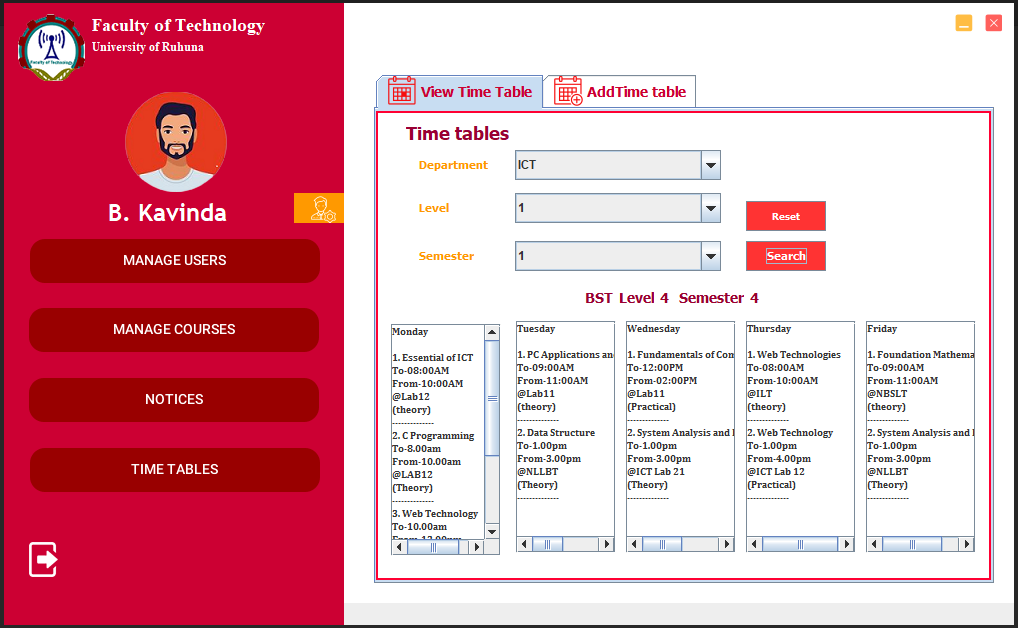 Faculty of Technology
University of Ruhuna
Faculty of Technology
B. Kavinda
MANAGE USERS
MANAGE COURSES
NOTICES
TIME TABLES
View Time Table
AddTime table
Time tables
Department
ICT
Level
1
Reset
Semester
1
Search
BST Level 4 Semester 4
Monday
1. Essential of ICT
To-08:00AM
From-10:00AM
@Lab12
(theory)
--------------
2. C Programming
To-8.00am
From-10.00am
@LAB12
(Theory)
--------------
3. Web Technology
To-10.00am
From-12.00pm
Tuesday
1. PC Applications an
To-09:00AM
From-11:00AM
@Lab11
(theory)
--------------
2. Data Structure
To-1.00pm
From-3.00pm
@NLLBT
(Theory)
--------------
Wednesday
1. Fundamentals of Com
To-12:00PM
From-02:00PM
@Lab11
(Practical)
--------------
2. System Analysis and
To-1.00pm
From-3.00pm
@ICT Lab 21
(Theory)
--------------
Thursday
1. Web Technologies
To-08:00AM
From-10:00AM
@ILT
(theory)
--------------
2. Web Technology
To-1.00pm
From-4.00pm
@ICT Lab 12
(Practical)
--------------
Friday
1. Foundation Mathema
To-09:00AM
From-11:00AM
@NBSLT
(theory)
--------------
2. System Analysis and
To-1.00pm
From-3.00pm
@NLLBT
(Theory)
--------------